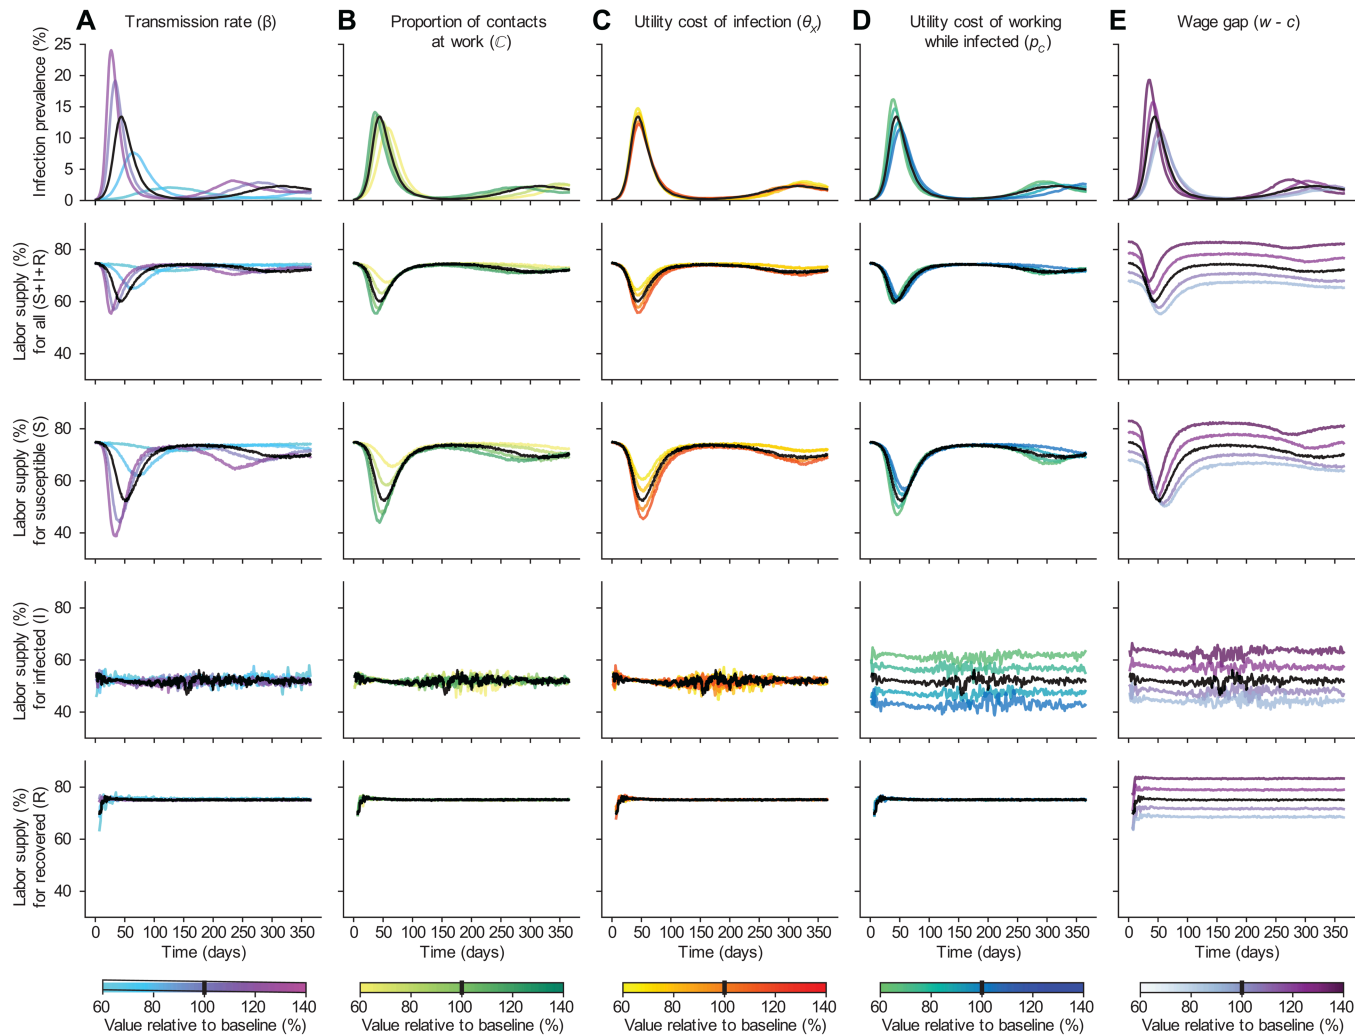 A Transmission rate (β)
B Proportion of contacts
at work (ℂ)
C Utility cost of infection (θx)
D Utility cost of working
while infected (pc)
E Wage gap (w - c)
Infection prevalence (%)
25
20
15
10
5
0
Labor supply (%)
for all (S+I+R)
80
60
40
Labor supply (%)
for susceptible (S)
80
60
40
Labor supply (%)
for infected (I)
80
60
40
Labor supply (%)
for recovered (R)
80
60
40
0 50 100 150 200 250 300 350
0 50 100 150 200 250 300 350
0 50 100 150 200 250 300 350
0 50 100 150 200 250 300 350
0 50 100 150 200 250 300 350
Time (days)
Time (days)
Time (days)
Time (days)
Time (days)
60 80 100 120 140
60 80 100 120 140
60 80 100 120 140
60 80 100 120 140
60 80 100 120 140
Value relative to baseline (%)
Value relative to baseline (%)
Value relative to baseline (%)
Value relative to baseline (%)
Value relative to baseline (%)